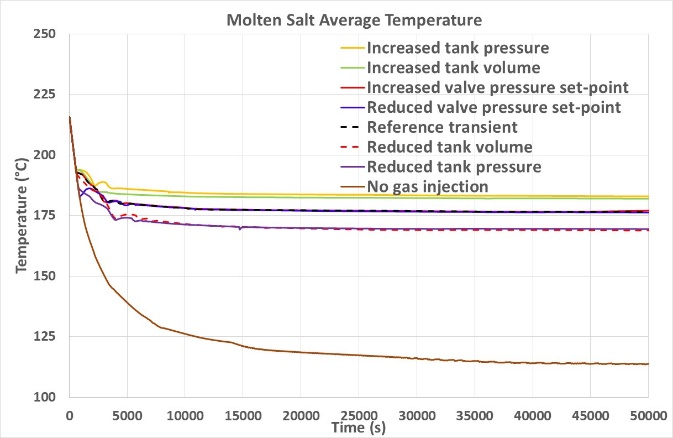 Molten Salt Average Temperature
250
225
200
175
150
125
100
Temperature (°C)
Increased tank pressure
Increased tank volume
Increased valve pressure set-point
Reduced valve pressure set-point
Reference transient
Reduced tank volume
Reduced tank pressure
No gas injection
0 5000 10000 15000 20000 25000 30000 35000 40000 45000 50000
Time (s)